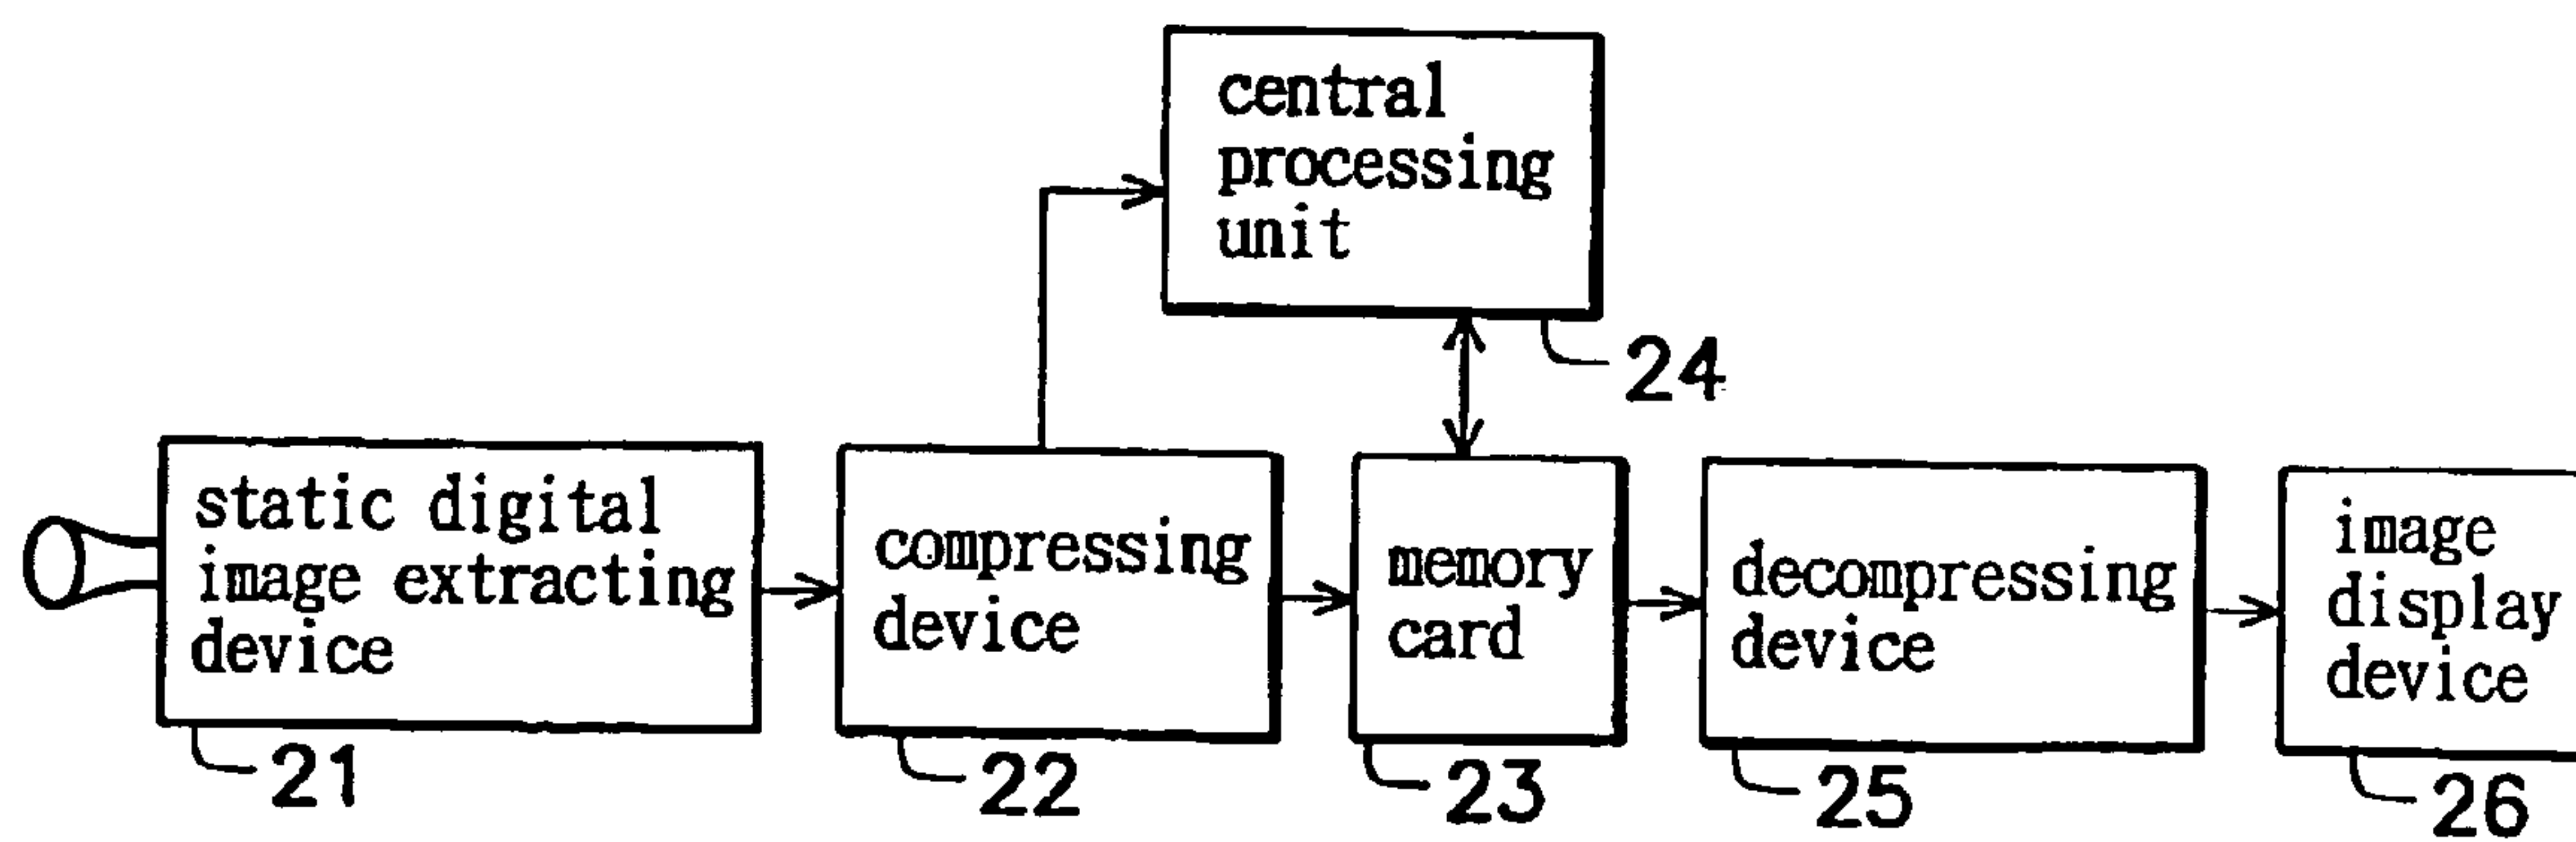 central
processing
unit
24
static digital
image extracting
device
21
compressing
device
22
memory
card
23
decompressing
device
25
image
display
device
26